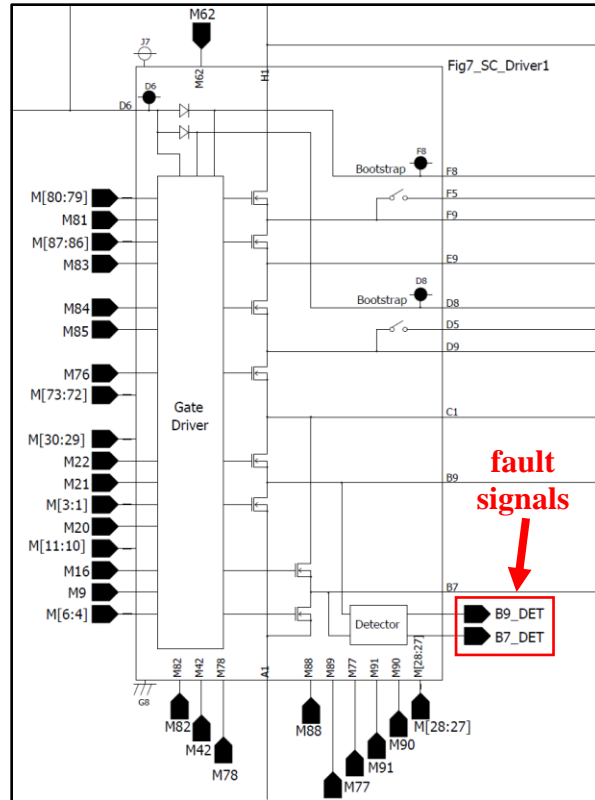 M62
J7
M62
H1
Fig7_SC_Driver1
D6
D6
F8
Bootstrap
F8
M[80:79]
F5
M81
F9
M[87:86]
M83
E9
D8
M84
Bootstrap
D8
M85
D5
D9
M76
M[73:72]
C1
Gate
Driver
M[30:29]
M22
M21
B9
fault
signals
M[3:1]
M20
M[11:10]
M16
M9
B7
M[6:4]
Detector
B9_DET
B7_DET
M82
M42
M78
A1
M88
M89
M77
M91
M90
M[28:27]
G8
M82
M42
M78
M88
M77
M91
M90
M[28:27]